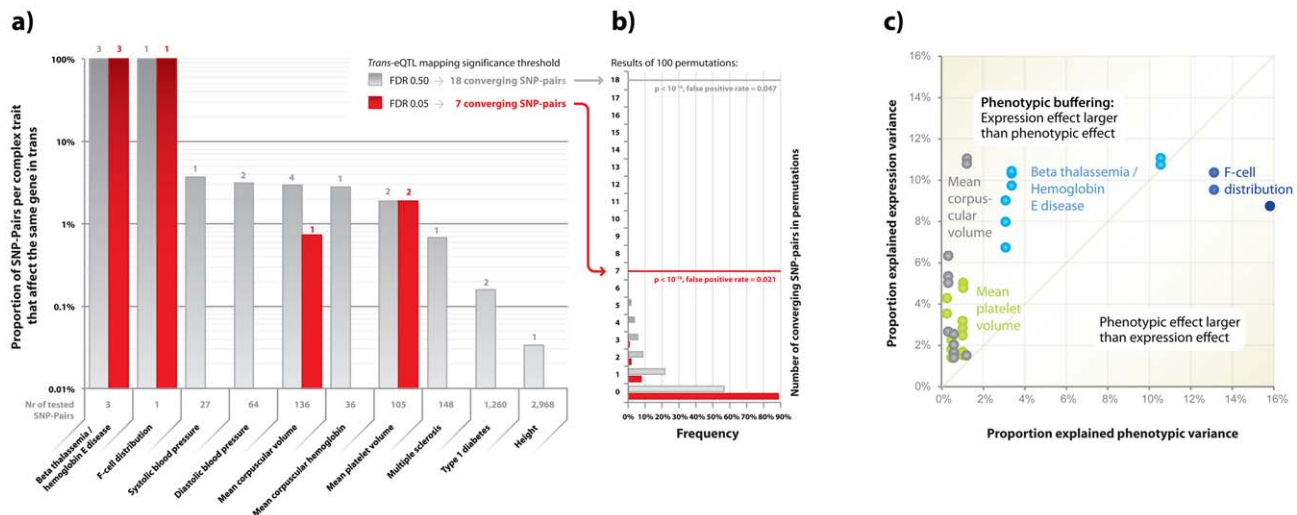 a)
Proportion of SNP-Pairs per complex trait
that affect the same gene in trans
100%
10%
1%
0.1%
0.01%
3 3 1 1
1
2
4
1
1
2 2
1
2
1
Trans-eQTL mapping significance threshold
FDR 0.50 → 18 converging SNP-pairs
FDR 0.05 → 7 converging SNP-pairs
Nr of tested
SNP-Pairs
3 1 27 64 136 36 105 148 1,260 2,968
Beta thalassemia /
hemoglobin E disease
F-cell distribution
Systolic blood pressure
Diastolic blood pressure
Mean corpuscular volume
Mean corpuscular hemoglobin
Mean platelet volume
Multiple sclerosis
Type 1 diabetes
Height
b)
Results of 100 permutations:
18
p < 10⁻¹⁶, false positive rate = 0.047
17
16
15
14
13
12
11
10
9
8
7
p < 10⁻¹⁶, false positive rate = 0.021
6
5
4
3
2
1
0
0% 10% 20% 30% 40% 50% 60% 70% 80% 90%
Frequency
Number of converging SNP-pairs in permutations
c)
Proportion explained expression variance
16%
14%
12%
10%
8%
6%
4%
2%
0%
Phenotypic buffering:
Expression effect larger
than phenotypic effect
Mean
corpus-
cular
volume
Beta thalassemia /
Hemoglobin
E disease
F-cell
distribution
Mean
platelet
volume
Phenotypic effect larger
than expression effect
0% 2% 4% 6% 8% 10% 12% 14% 16%
Proportion explained phenotypic variance